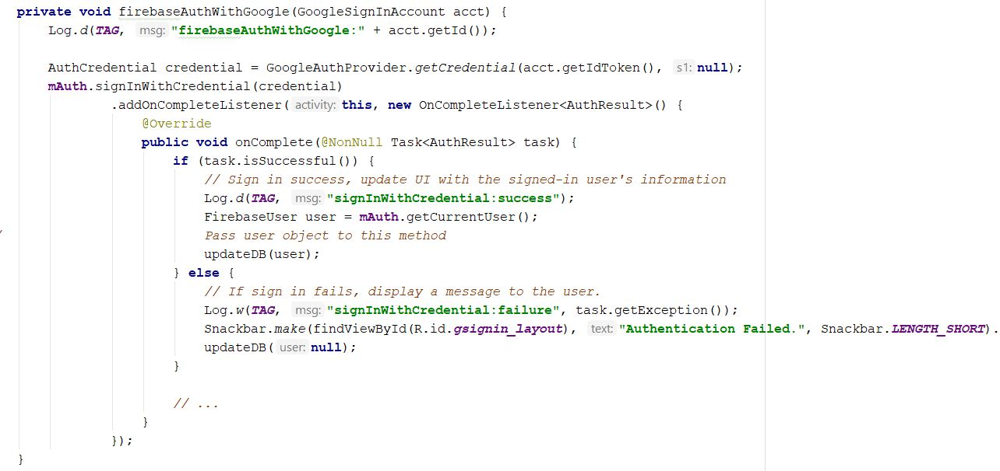 private void firebaseAuthWithGoogle(GoogleSignInAccount acct) {
    Log.d(TAG, msg: "firebaseAuthWithGoogle:" + acct.getId());

    AuthCredential credential = GoogleAuthProvider.getCredential(acct.getIdToken(), s1: null);
    mAuth.signInWithCredential(credential)
            .addOnCompleteListener( activity: this, new OnCompleteListener<AuthResult>() {
                @Override
                public void onComplete(@NonNull Task<AuthResult> task) {
                    if (task.isSuccessful()) {
                        // Sign in success, update UI with the signed-in user's information
                        Log.d(TAG, msg: "signInWithCredential:success");
                        FirebaseUser user = mAuth.getCurrentUser();
                        Pass user object to this method
                        updateDB(user);
                    } else {
                        // If sign in fails, display a message to the user.
                        Log.w(TAG, msg: "signInWithCredential:failure", task.getException());
                        Snackbar.make(findViewById(R.id.gsignin_layout), text: "Authentication Failed.", Snackbar.LENGTH_SHORT).
                        updateDB( user: null);
                    }

                    // ...
                }
            });
}